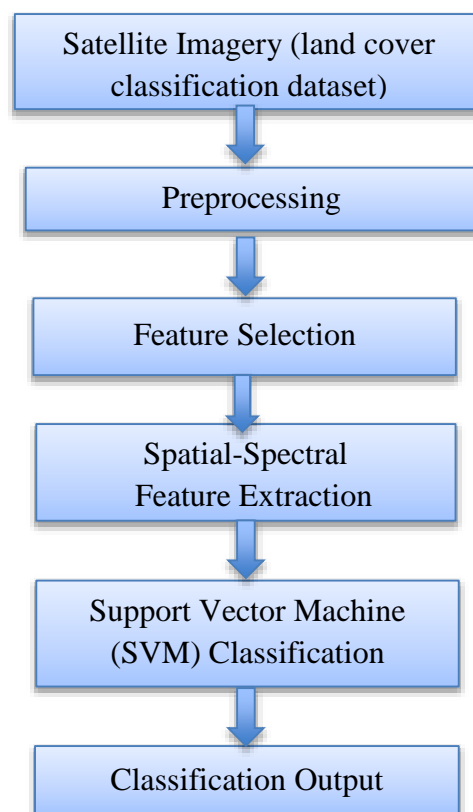 Satellite Imagery (land cover
classification dataset)
Preprocessing
Feature Selection
Spatial-Spectral
Feature Extraction
Support Vector Machine
(SVM) Classification
Classification Output